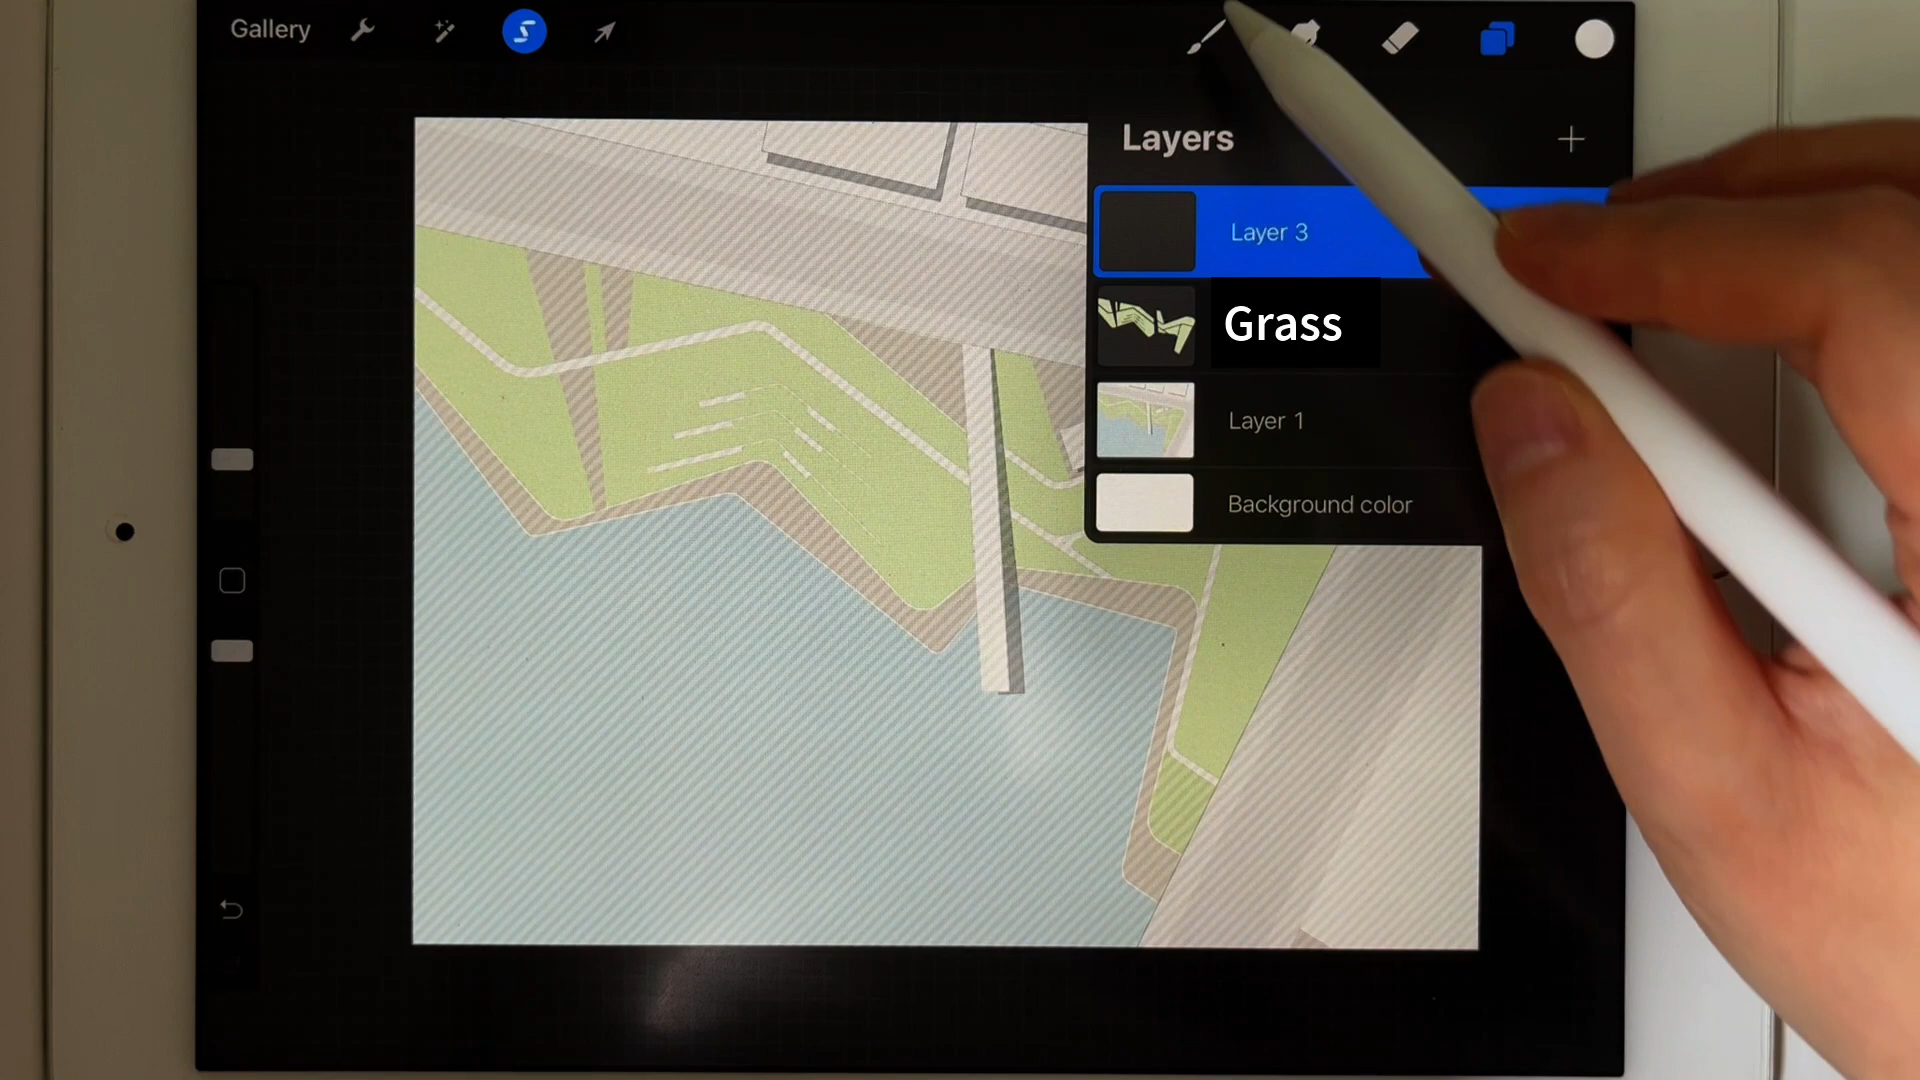 Gallery
Layers
Layer 3
Grass
Layer 1
Background color